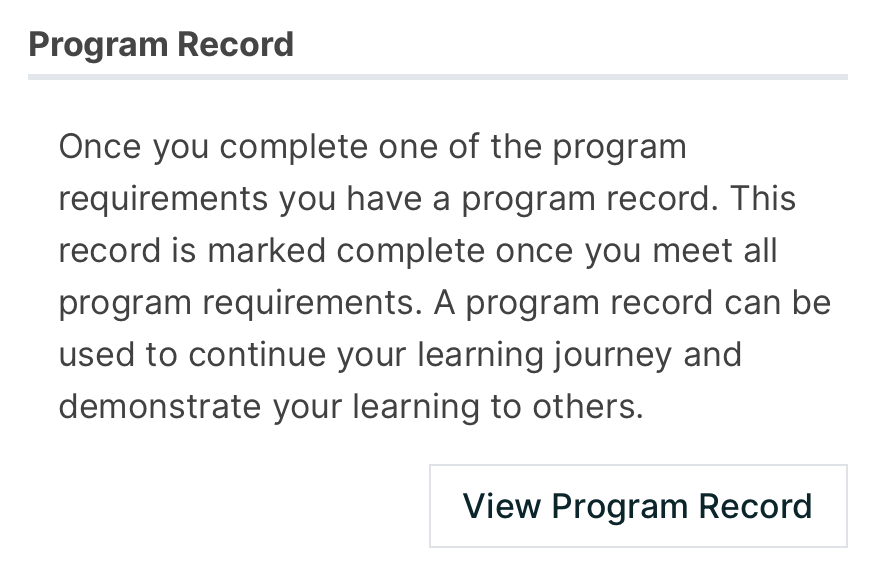 Program Record
Once you complete one of the program
requirements you have a program record. This
record is marked complete once you meet all
program requirements. A program record can be
used to continue your learning journey and
demonstrate your learning to others.
View Program Record